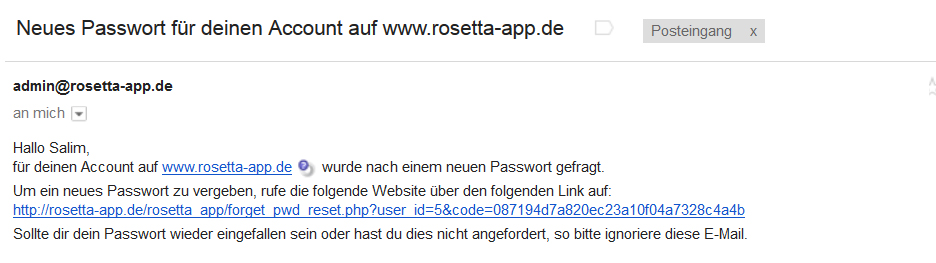 Neues Passwort für deinen Account auf www.rosetta-app.de Posteingang x
admin@rosetta-app.de
an mich
Hallo Salim,
für deinen Account auf www.rosetta-app.de wurde nach einem neuen Passwort gefragt.
Um ein neues Passwort zu vergeben, rufe die folgende Website über den folgenden Link auf:
http://rosetta-app.de/rosetta_app/forget_pwd_reset.php?user_id=5&code=087194d7a820ec23a10f04a7328c4a4b
Sollte dir dein Passwort wieder eingefallen sein oder hast du dies nicht angefordert, so bitte ignoriere diese E-Mail.